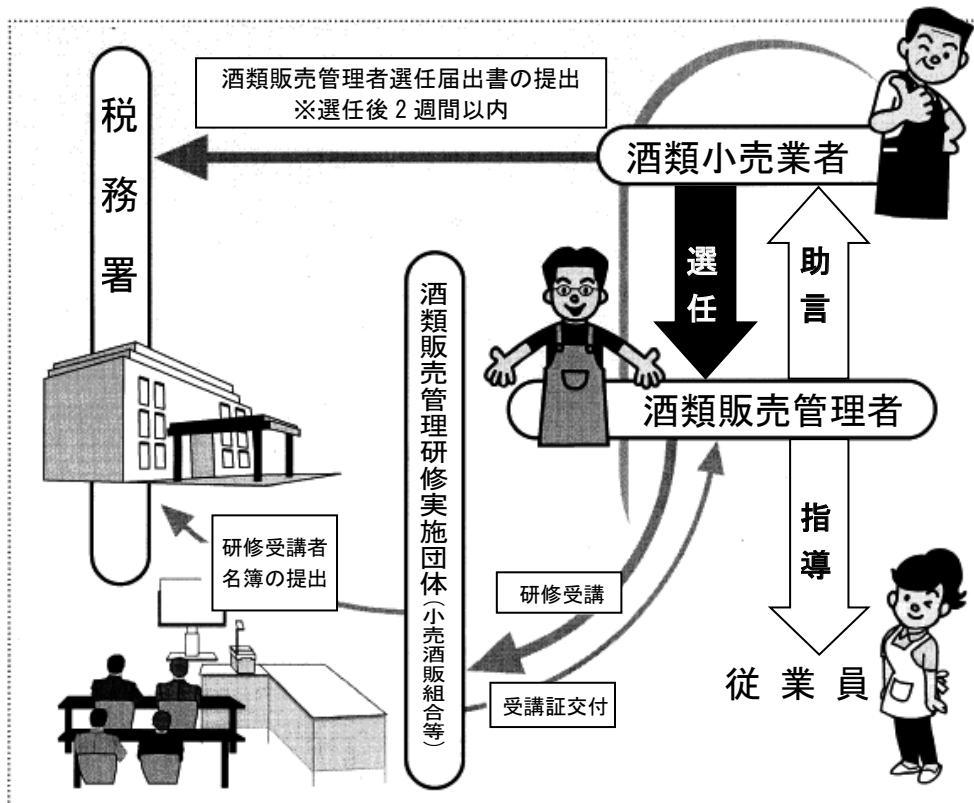 酒類販売管理者選任届出書の提出
※選任後2週間以内
税務署
酒類小売業者
選任
助言
酒類販売管理者
酒類販売管理研修実施団体(小売酒販組合等)
指導
研修受講者
名簿の提出
研修受講
受講証交付
従業員